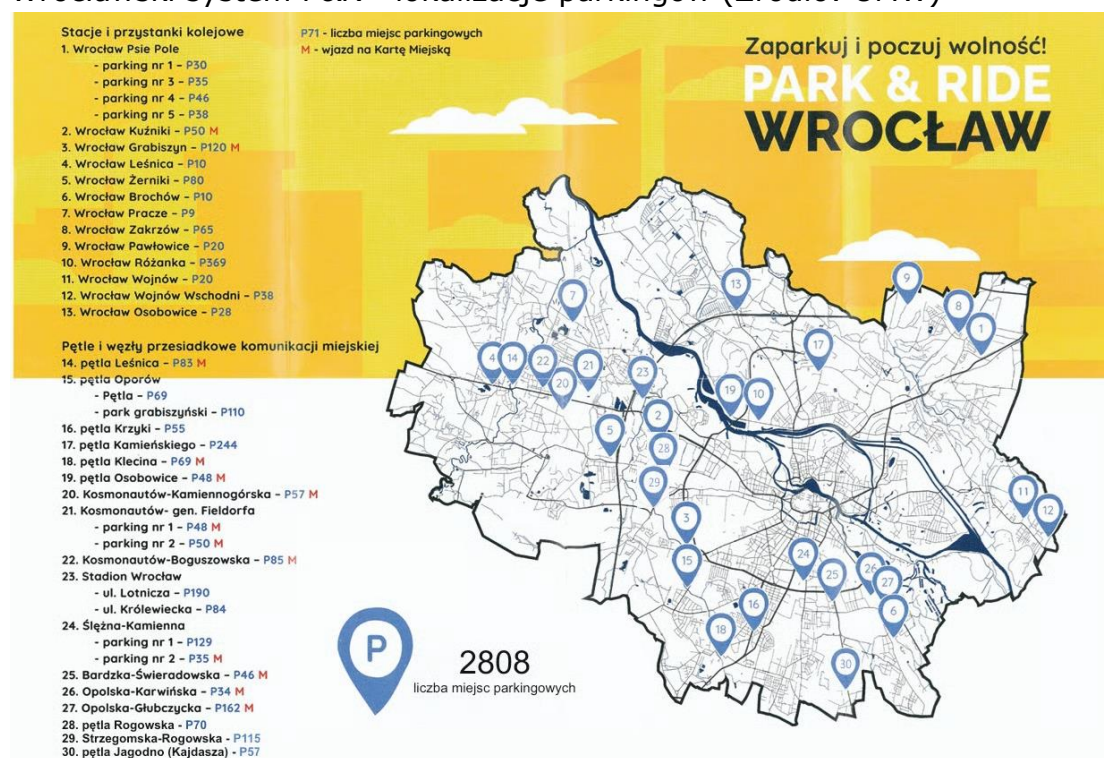 Wrocławski system P&R - lokalizacje parkingów (źródło: UMW)
Stacje i przystanki kolejowe
1. Wrocław Psie Pole
- parking nr 1 - P30
- parking nr 3 - P35
- parking nr 4 - P46
- parking nr 5 - P38
2. Wrocław Kuźniki - P50 M
3. Wrocław Grabiszyn - P120 M
4. Wrocław Leśnica - P10
5. Wrocław Żerniki - P80
6. Wrocław Brochów - P10
7. Wrocław Pracze - P9
8. Wrocław Zakrzów - P65
9. Wrocław Pawłowice - P20
10. Wrocław Różanka - P369
11. Wrocław Wojnów - P20
12. Wrocław Wojnów Wschodni - P38
13. Wrocław Osobowice - P28
Pętle i węzły przesiadkowe komunikacji miejskiej
14. pętla Leśnica - P83 M
15. pętla Oporów
- Pętla - P69
- park grabiszyński - P110
16. pętla Krzyki - P55
17. pętla Kamieńskiego - P244
18. pętla Klecina - P69 M
19. pętla Osobowice - P48 M
20. Kosmonautów-Kamiennogórska - P57 M
21. Kosmonautów- gen. Fieldorfa
- parking nr 1 - P48 M
- parking nr 2 - P50 M
22. Kosmonautów-Boguszowska - P85 M
23. Stadion Wrocław
- ul. Lotnicza - P190
- ul. Królewiecka - P84
24. Ślężna-Kamienna
- parking nr 1 - P129
- parking nr 2 - P35 M
25. Bardzka-Świeradowska - P46 M
26. Opolska-Karwińska - P34 M
27. Opolska-Głubczycka - P162 M
28. pętla Rogowska - P70
29. Strzegomska-Rogowska - P115
30. pętla Jagodno (Kajdasza) - P57
P71 - liczba miejsc parkingowych
M - wjazd na Kartę Miejską
Zaparkuj i poczuj wolność!
PARK & RIDE
WROCŁAW
9
13
7
8
1
17
4
14
22
21
23
20
19
10
2
5
28
29
11
12
3
15
24
25
26
27
16
6
18
30
P
2808
liczba miejsc parkingowych